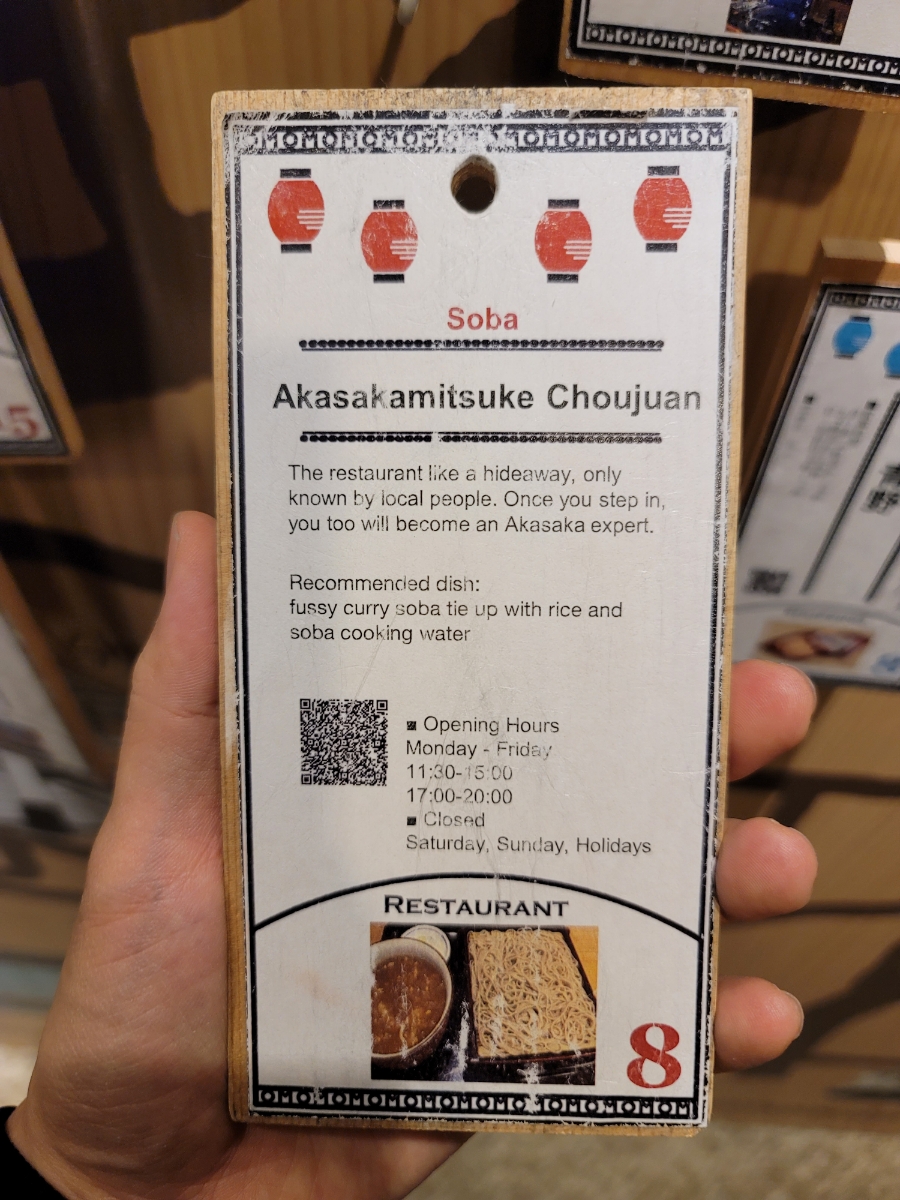 Soba
Akasakamitsuke Choujuan
The restaurant like a hideaway, only
known by local people. Once you step in,
you too will become an Akasaka expert.
Recommended dish:
fussy curry soba tie up with rice and
soba cooking water
■ Opening Hours
Monday - Friday
11:30-15:00
17:00-20:00
■ Closed
Saturday, Sunday, Holidays
RESTAURANT
8